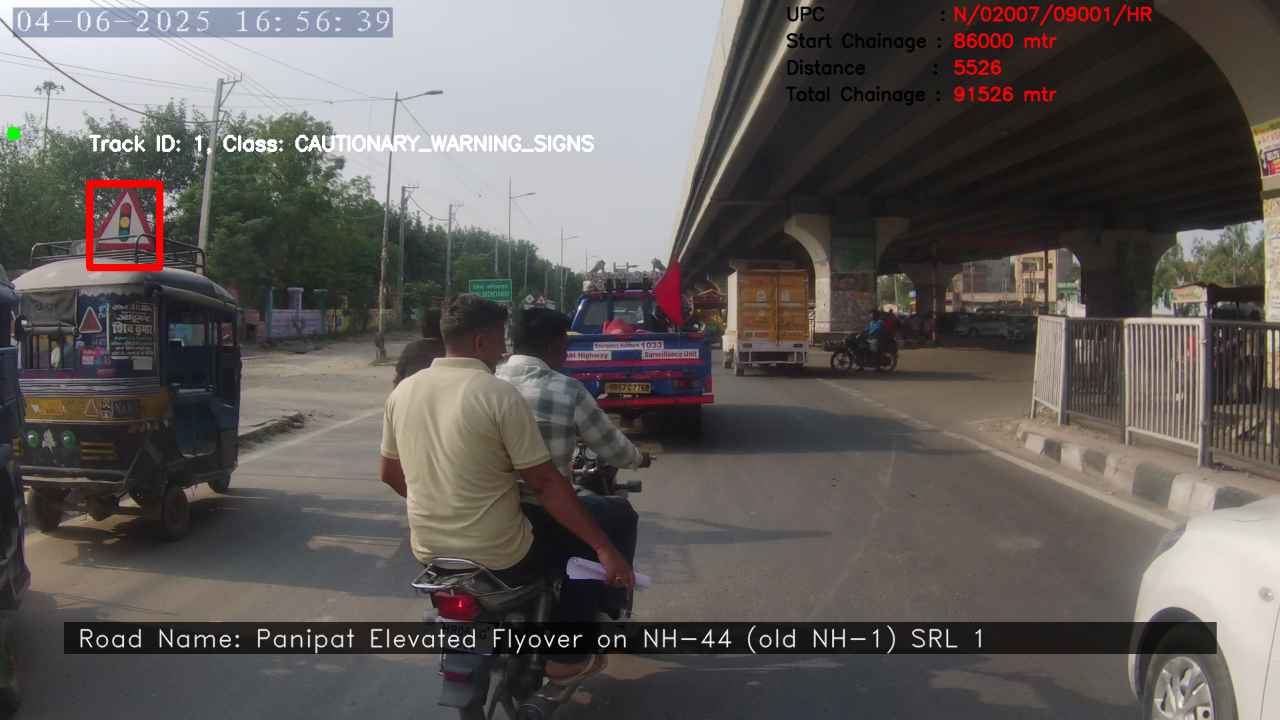 04-06-2025 16:56:39
UPC : N/02007/09001/HR
Start Chainage : 86000 mtr
Distance : 5526
Total Chainage : 91526 mtr
Track ID: 1, Class: CAUTIONARY_WARNING_SIGNS
Emergency Helpline 1033
Highway
Surveillance Unit
शिव कुमार
Road Name: Panipat Elevated Flyover on NH-44 (old NH-1) SRL 1